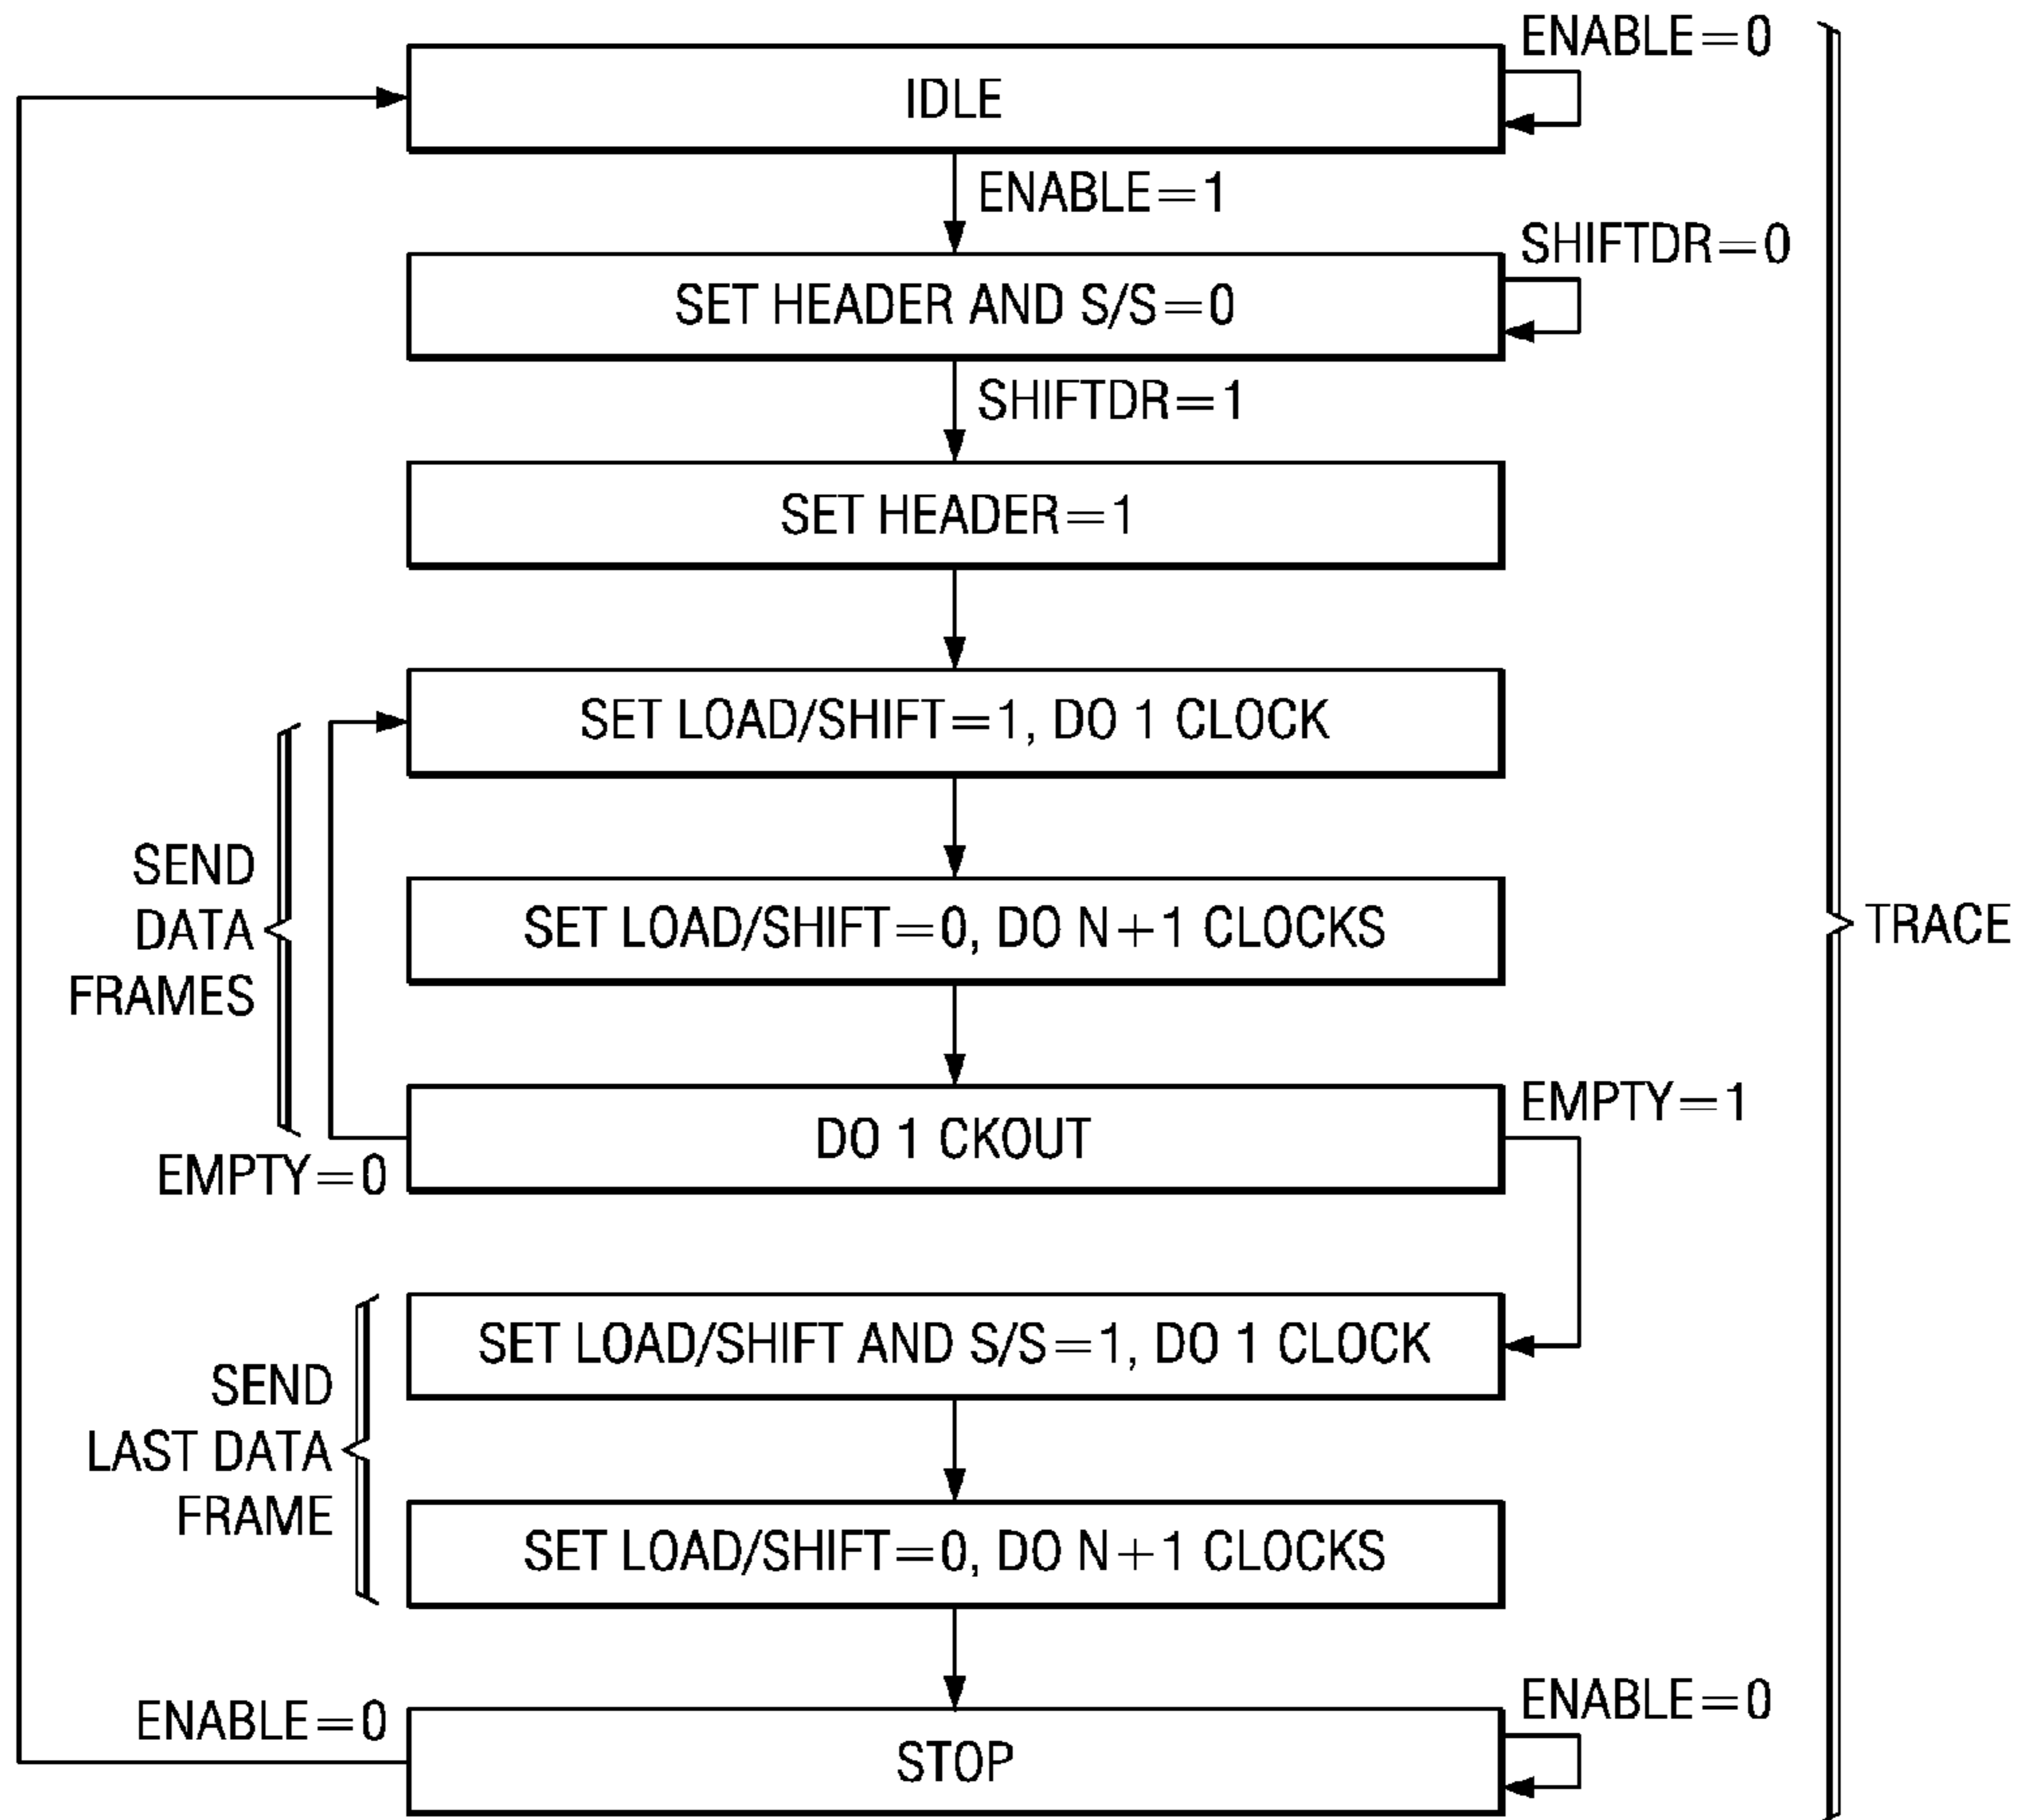 ENABLE=0
IDLE
ENABLE=1
SHIFTDR=0
SET HEADER AND S/S=0
SHIFTDR=1
SET HEADER=1
SET LOAD/SHIFT=1, DO 1 CLOCK
SEND
DATA
FRAMES
SET LOAD/SHIFT=0, DO N+1 CLOCKS
TRACE
EMPTY=1
DO 1 CKOUT
EMPTY=0
SET LOAD/SHIFT AND S/S=1, DO 1 CLOCK
SEND
LAST DATA
FRAME
SET LOAD/SHIFT=0, DO N+1 CLOCKS
ENABLE=0
ENABLE=0
STOP